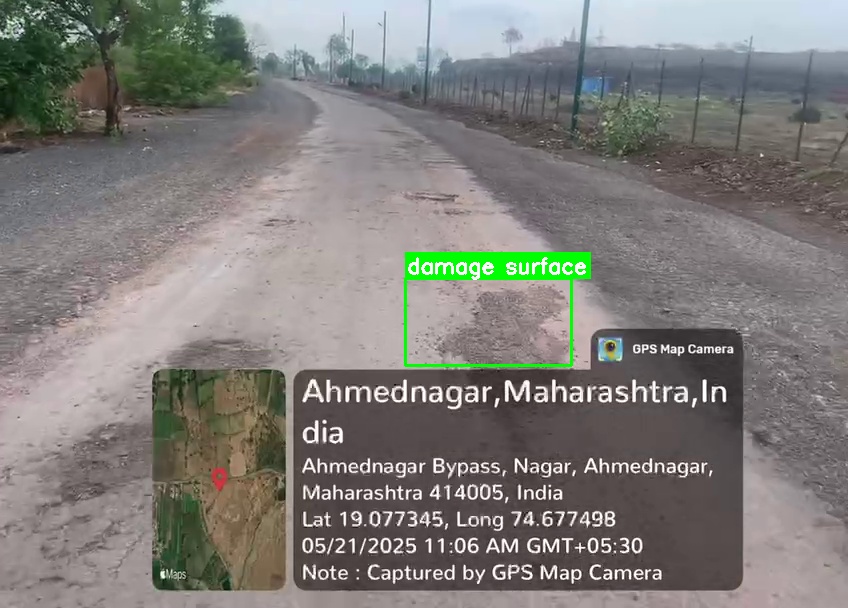 damage surface
GPS Map Camera
Ahmednagar,Maharashtra,In
dia
Ahmednagar Bypass, Nagar, Ahmednagar,
Maharashtra 414005, India
Lat 19.077345, Long 74.677498
05/21/2025 11:06 AM GMT+05:30
Note : Captured by GPS Map Camera
Maps